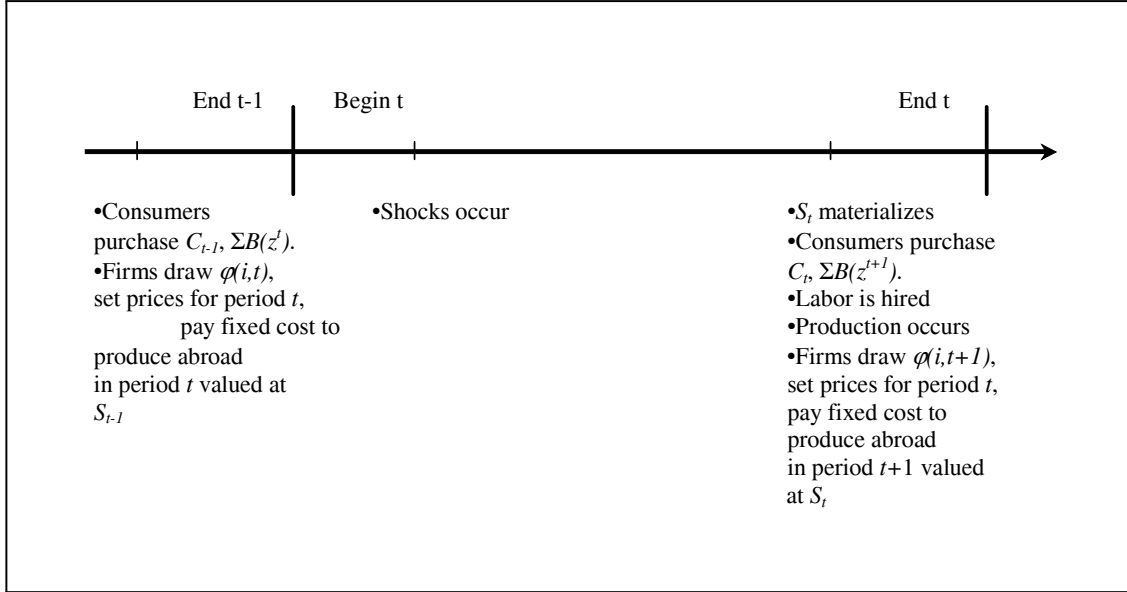 End t-1
Begin t
End t
•Consumers
purchase C_{t-1}, ΣB(z^t).
•Firms draw φ(i,t),
set prices for period t,
pay fixed cost to
produce abroad
in period t valued at
S_{t-1}
•Shocks occur
•S_t materializes
•Consumers purchase
C_t, ΣB(z^{t+1}).
•Labor is hired
•Production occurs
•Firms draw φ(i,t+1),
set prices for period t,
pay fixed cost to
produce abroad
in period t+1 valued
at S_t